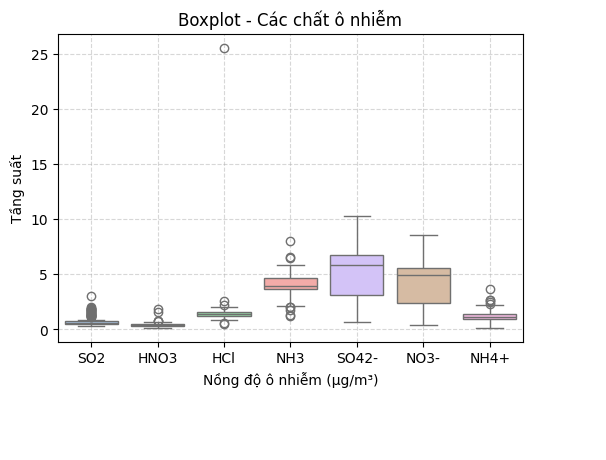 Boxplot - Các chất ô nhiễm
Tầng suất
25
20
15
10
5
0
SO2 HNO3 HCl NH3 SO42- NO3- NH4+
Nồng độ ô nhiễm (µg/m³)